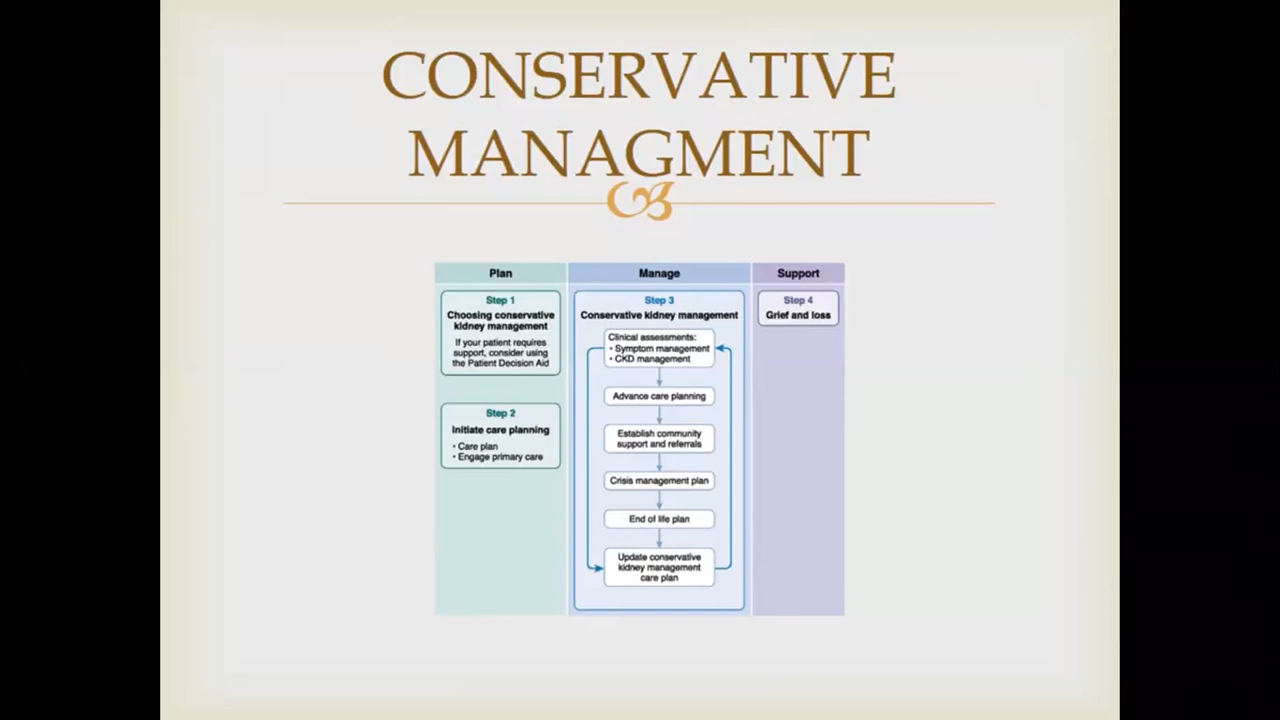 CONSERVATIVE
MANAGMENT
Plan
Step 1
Choosing conservative
kidney management
If your patient requires
support, consider using
the Patient Decision Aid
Step 2
Initiate care planning
• Care plan
• Engage primary care
Manage
Step 3
Conservative kidney management
Clinical assessments:
• Symptom management
• CKD management
Advance care planning
Establish community
support and referrals
Crisis management plan
End of life plan
Update conservative
kidney management
care plan
Support
Step 4
Grief and loss